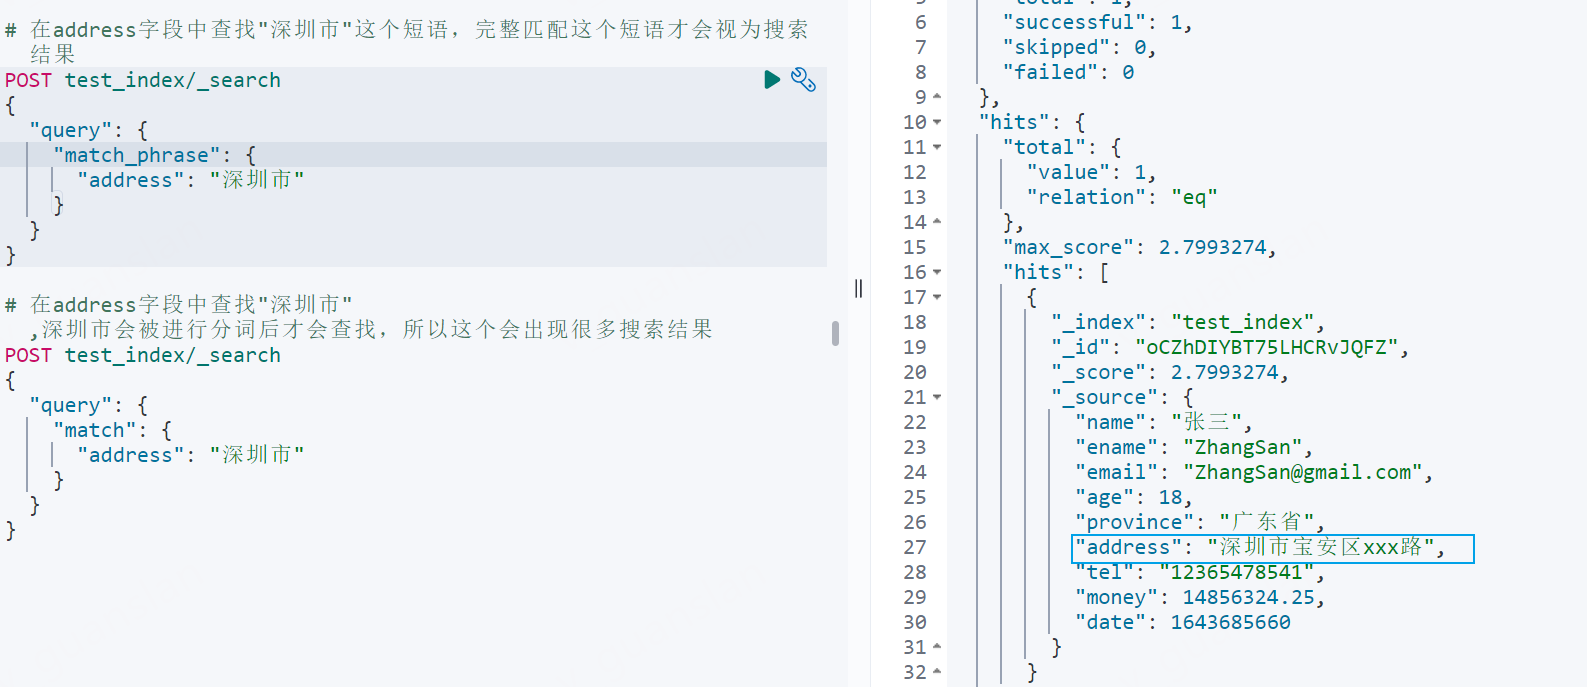 # 在address字段中查找"深圳市"这个短语，完整匹配这个短语才会视为搜索
结果
POST test_index/_search
{
"query": {
"match_phrase": {
"address": "深圳市"
}
}
}
# 在address字段中查找"深圳市"
,深圳市会被进行分词后才会查找，所以这个会出现很多搜索结果
POST test_index/_search
{
"query": {
"match": {
"address": "深圳市"
}
}
}
6 "successful": 1,
7 "skipped": 0,
8 "failed": 0
9 },
10 "hits": {
11 "total": {
12 "value": 1,
13 "relation": "eq"
14 },
15 "max_score": 2.7993274,
16 "hits": [
17 {
18 "_index": "test_index",
19 "_id": "oCZhDIYBT75LHCRvJQFZ",
20 "_score": 2.7993274,
21 "_source": {
22 "name": "张三",
23 "ename": "ZhangSan",
24 "email": "ZhangSan@gmail.com",
25 "age": 18,
26 "province": "广东省",
27 "address": "深圳市宝安区xxx路",
28 "tel": "12365478541",
29 "money": 14856324.25,
30 "date": 1643685660
31 }
32 }